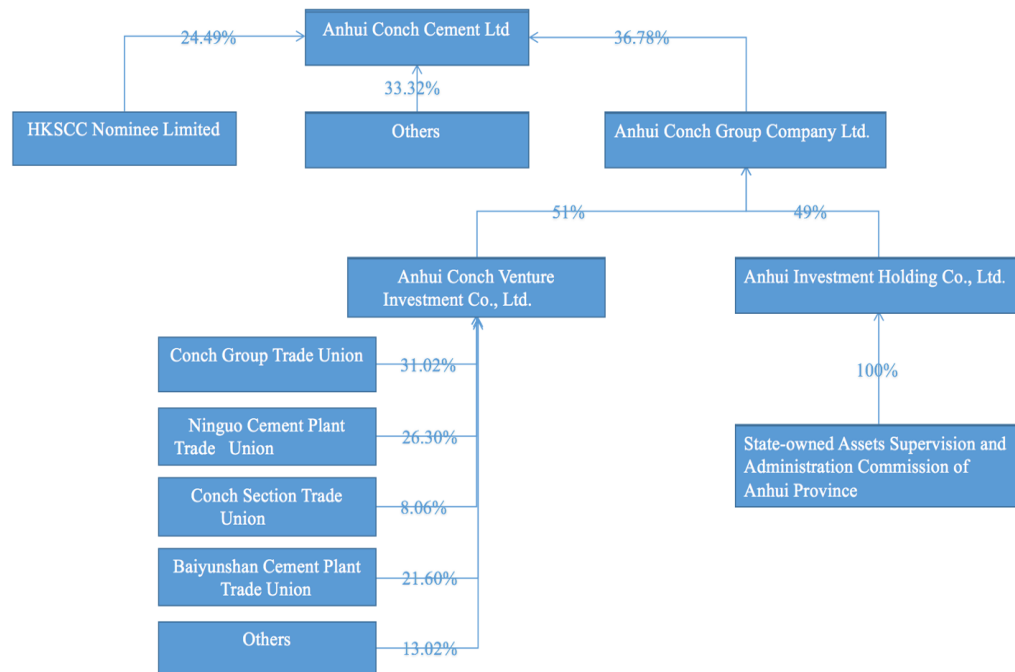 Anhui Conch Cement Ltd
24.49%
36.78%
33.32%
HKSCC Nominee Limited
Others
Anhui Conch Group Company Ltd.
51%
49%
Anhui Conch Venture
Investment Co., Ltd.
Anhui Investment Holding Co., Ltd.
Conch Group Trade Union
31.02%
100%
Ninguo Cement Plant
Trade Union
26.30%
State-owned Assets Supervision and
Administration Commission of
Anhui Province
Conch Section Trade
Union
8.06%
Baiyunshan Cement Plant
Trade Union
21.60%
Others
13.02%